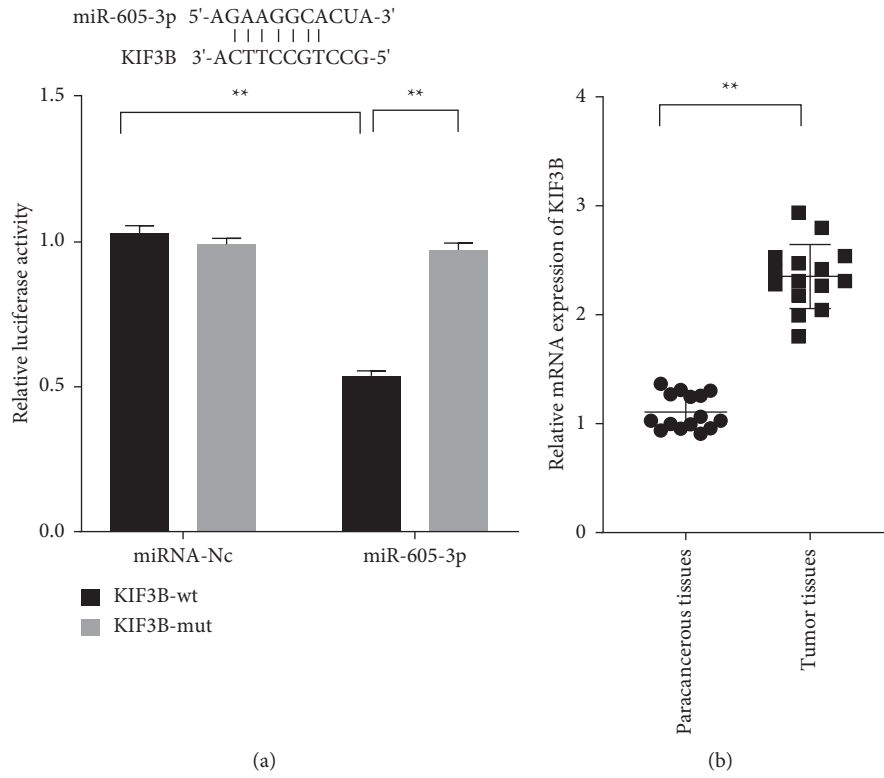 miR-605-3p 5'-AGAAGGCACUA-3'
KIF3B 3'-ACTTCCGTCCG-5'
Relative luciferase activity
1.5
1.0
0.5
0.0
**
**
miRNA-Nc
miR-605-3p
KIF3B-wt
KIF3B-mut
(a)
Relative mRNA expression of KIF3B
4
3
2
1
0
**
Paracancerous tissues
Tumor tissues
(b)